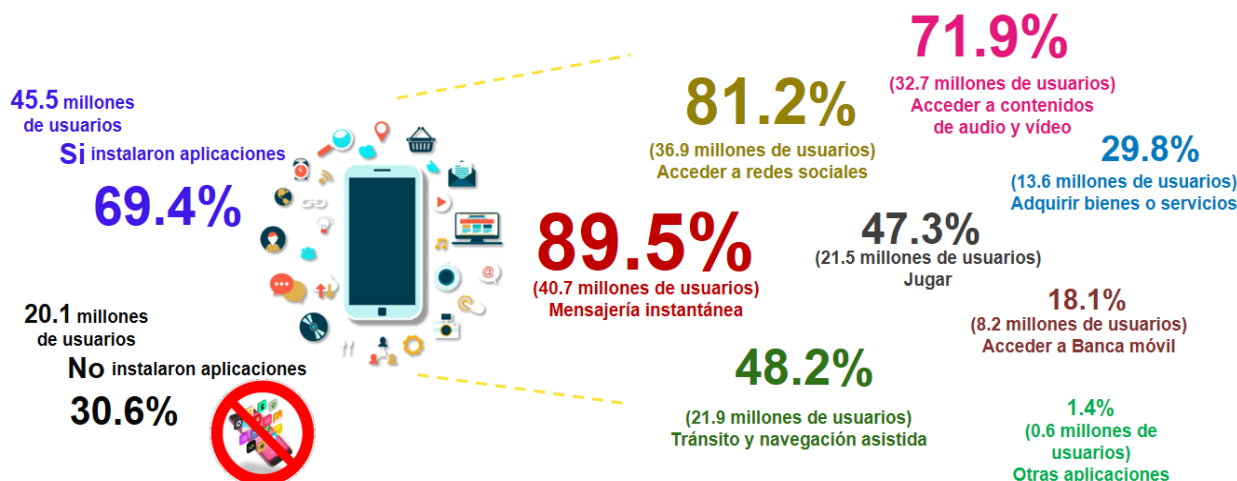 45.5 millones
de usuarios
Si instalaron aplicaciones
69.4%
20.1 millones
de usuarios
No instalaron aplicaciones
30.6%
89.5%
(40.7 millones de usuarios)
Mensajería instantánea
81.2%
(36.9 millones de usuarios)
Acceder a redes sociales
71.9%
(32.7 millones de usuarios)
Acceder a contenidos
de audio y vídeo
29.8%
(13.6 millones de usuarios)
Adquirir bienes o servicios
47.3%
(21.5 millones de usuarios)
Jugar
18.1%
(8.2 millones de usuarios)
Acceder a Banca móvil
48.2%
(21.9 millones de usuarios)
Tránsito y navegación asistida
1.4%
(0.6 millones de
usuarios)
Otras aplicaciones